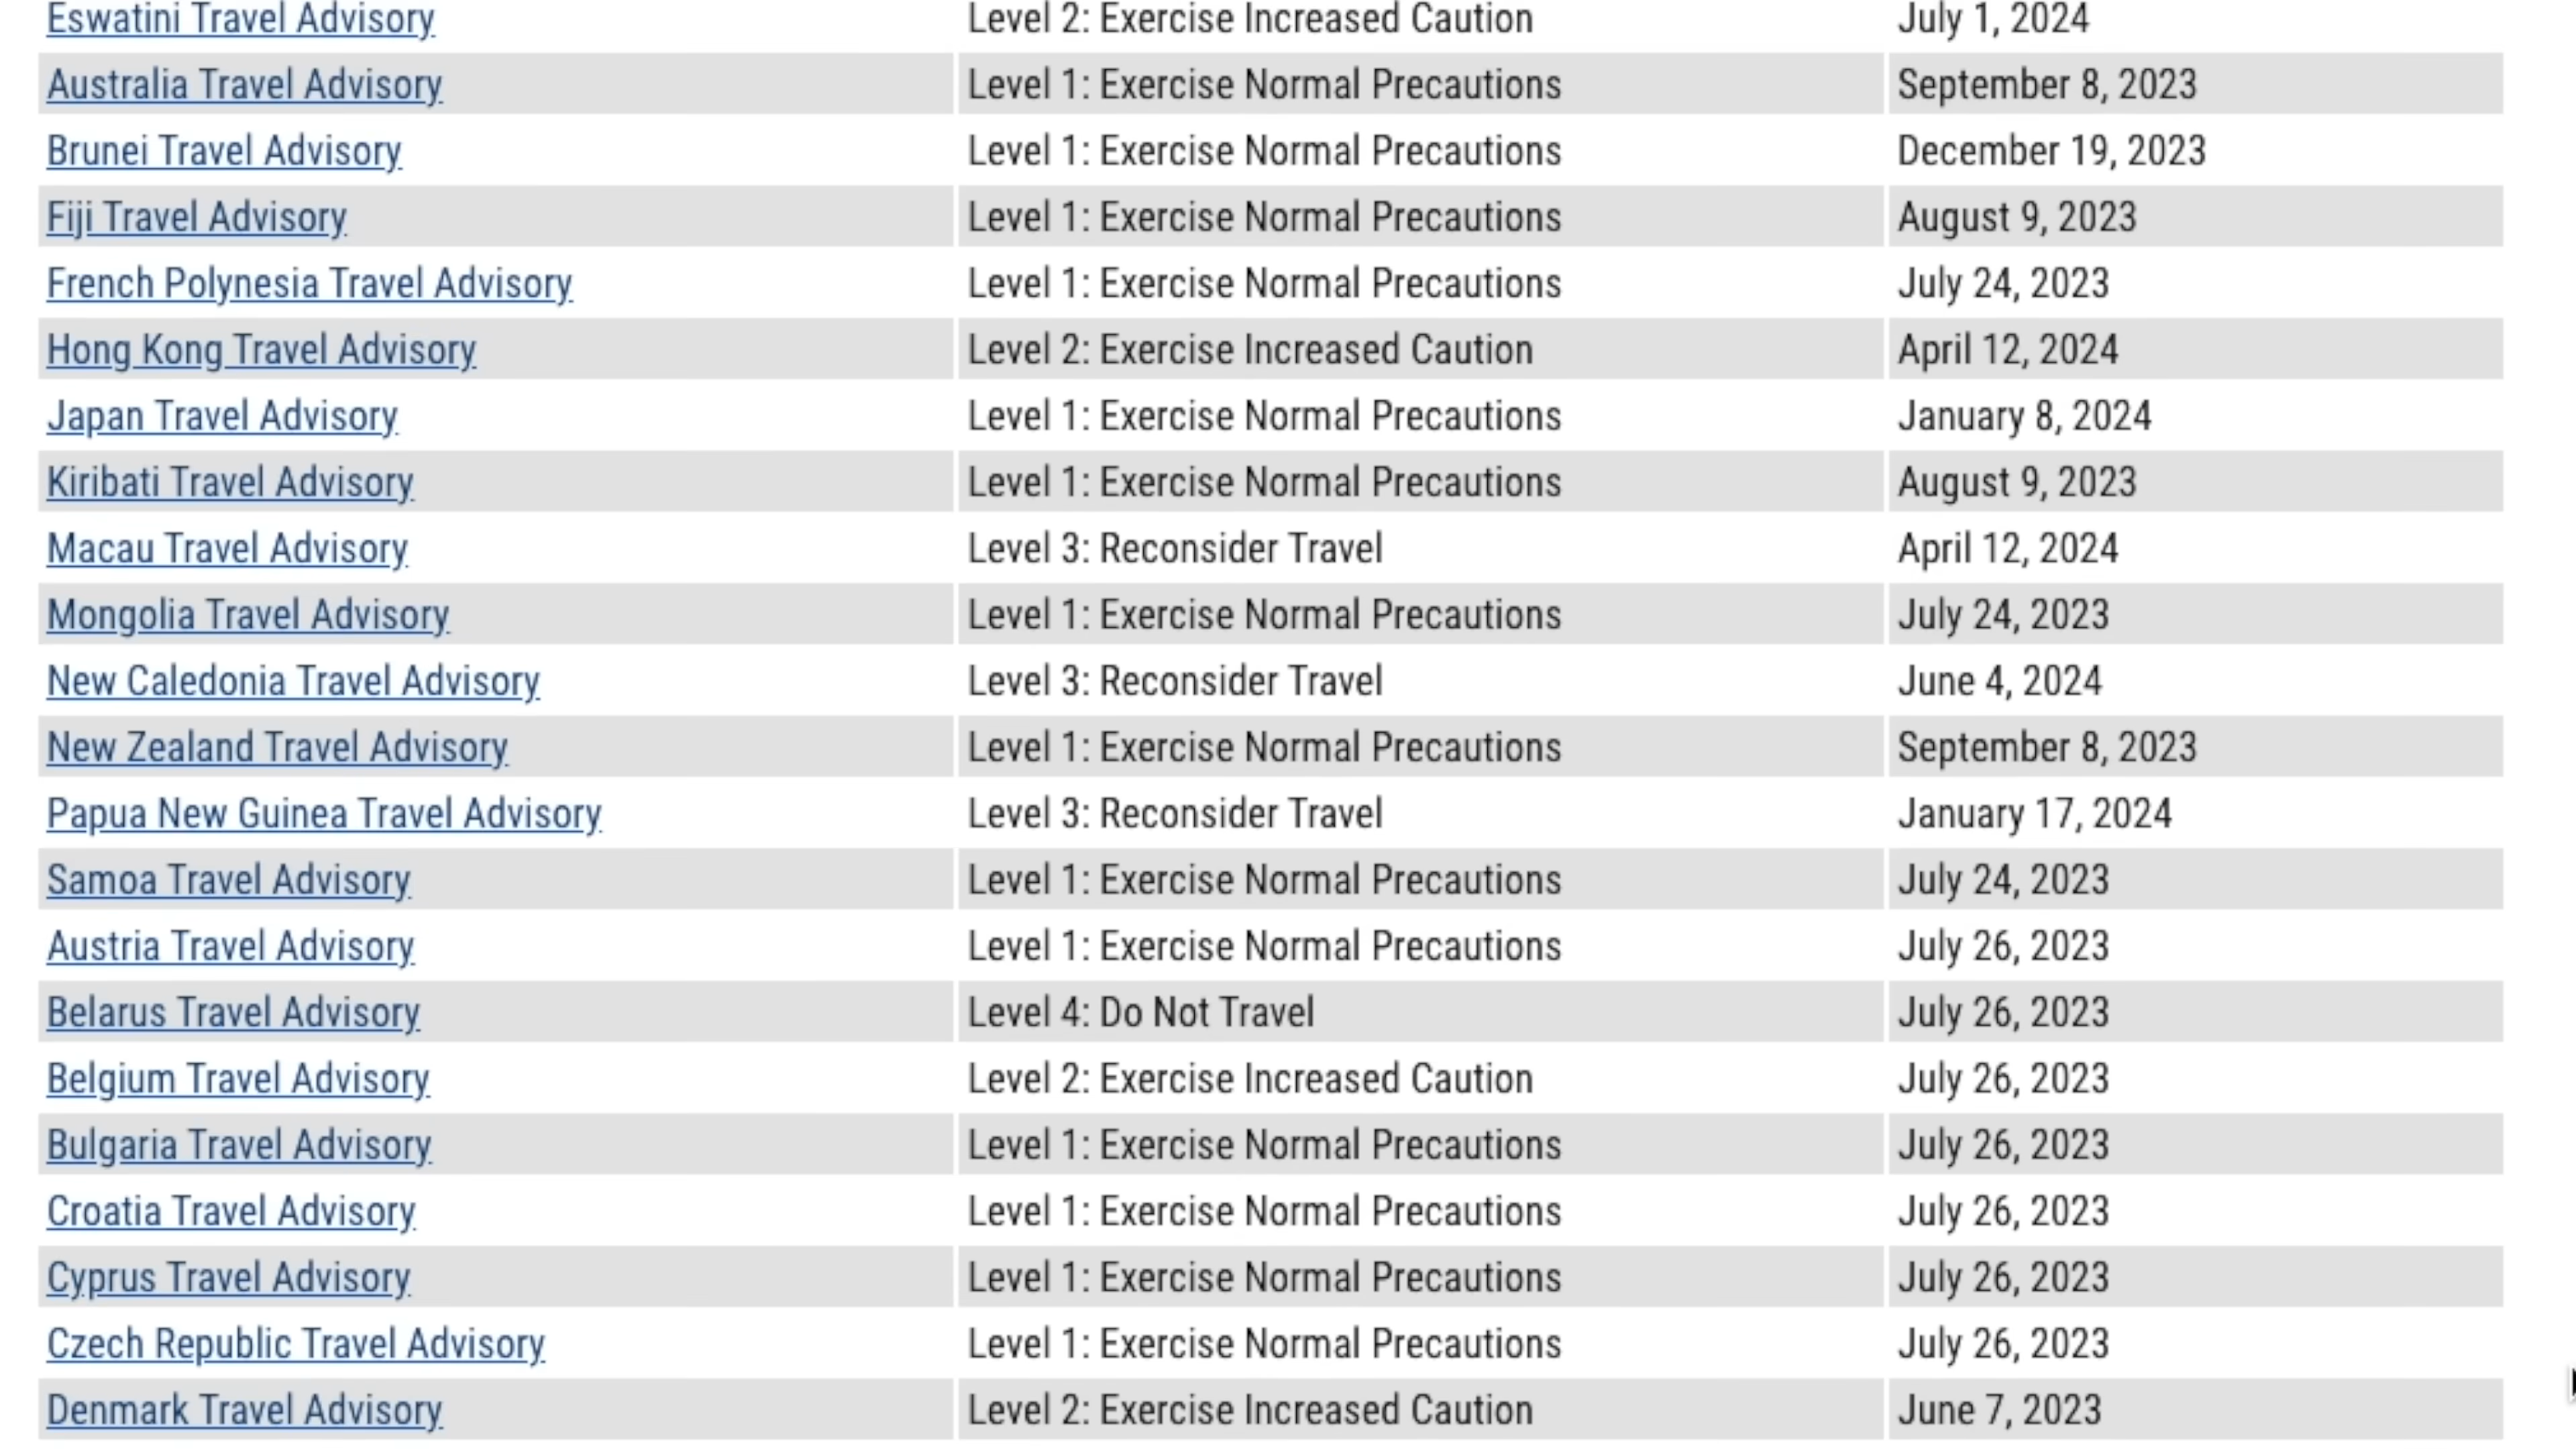 Eswatini Travel Advisory Level 2: Exercise Increased Caution July 1, 2024
Australia Travel Advisory Level 1: Exercise Normal Precautions September 8, 2023
Brunei Travel Advisory Level 1: Exercise Normal Precautions December 19, 2023
Fiji Travel Advisory Level 1: Exercise Normal Precautions August 9, 2023
French Polynesia Travel Advisory Level 1: Exercise Normal Precautions July 24, 2023
Hong Kong Travel Advisory Level 2: Exercise Increased Caution April 12, 2024
Japan Travel Advisory Level 1: Exercise Normal Precautions January 8, 2024
Kiribati Travel Advisory Level 1: Exercise Normal Precautions August 9, 2023
Macau Travel Advisory Level 3: Reconsider Travel April 12, 2024
Mongolia Travel Advisory Level 1: Exercise Normal Precautions July 24, 2023
New Caledonia Travel Advisory Level 3: Reconsider Travel June 4, 2024
New Zealand Travel Advisory Level 1: Exercise Normal Precautions September 8, 2023
Papua New Guinea Travel Advisory Level 3: Reconsider Travel January 17, 2024
Samoa Travel Advisory Level 1: Exercise Normal Precautions July 24, 2023
Austria Travel Advisory Level 1: Exercise Normal Precautions July 26, 2023
Belarus Travel Advisory Level 4: Do Not Travel July 26, 2023
Belgium Travel Advisory Level 2: Exercise Increased Caution July 26, 2023
Bulgaria Travel Advisory Level 1: Exercise Normal Precautions July 26, 2023
Croatia Travel Advisory Level 1: Exercise Normal Precautions July 26, 2023
Cyprus Travel Advisory Level 1: Exercise Normal Precautions July 26, 2023
Czech Republic Travel Advisory Level 1: Exercise Normal Precautions July 26, 2023
Denmark Travel Advisory Level 2: Exercise Increased Caution June 7, 2023